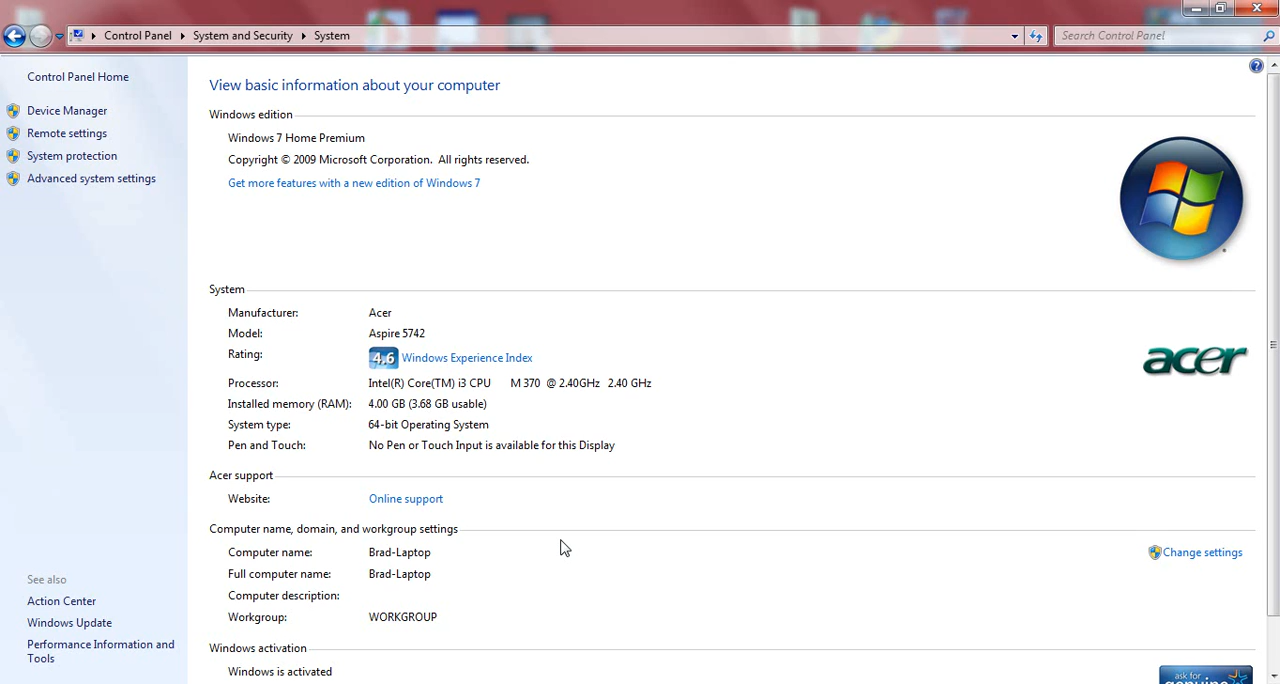 Control Panel System and Security System
Search Control Panel
Control Panel Home
Device Manager
Remote settings
System protection
Advanced system settings
See also
Action Center
Windows Update
Performance Information and
Tools
View basic information about your computer
Windows edition
Windows 7 Home Premium
Copyright © 2009 Microsoft Corporation. All rights reserved.
Get more features with a new edition of Windows 7
System
Manufacturer: Acer
Model: Aspire 5742
Rating: 4.6 Windows Experience Index
acer
Processor: Intel(R) Core(TM) i3 CPU M 370 @ 2.40GHz 2.40 GHz
Installed memory (RAM): 4.00 GB (3.68 GB usable)
System type: 64-bit Operating System
Pen and Touch: No Pen or Touch Input is available for this Display
Acer support
Website: Online support
Computer name, domain, and workgroup settings
Computer name: Brad-Laptop Change settings
Full computer name: Brad-Laptop
Computer description:
Workgroup: WORKGROUP
Windows activation
Windows is activated
ask for
genuine